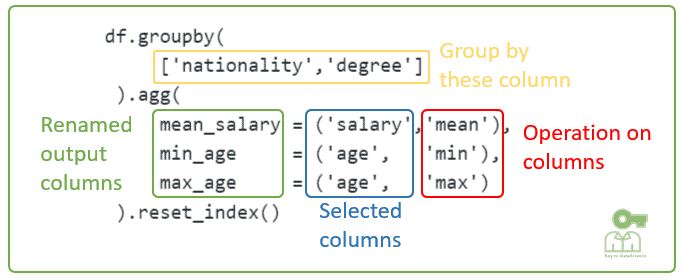 df.groupby(
['nationality','degree']
Group by
these column
).agg(
Renamed
output
columns
mean_salary = ('salary','mean'),
min_age = ('age', 'min'),
max_age = ('age', 'max')
Operation on
columns
).reset_index()
Selected
columns
Key to DataScience